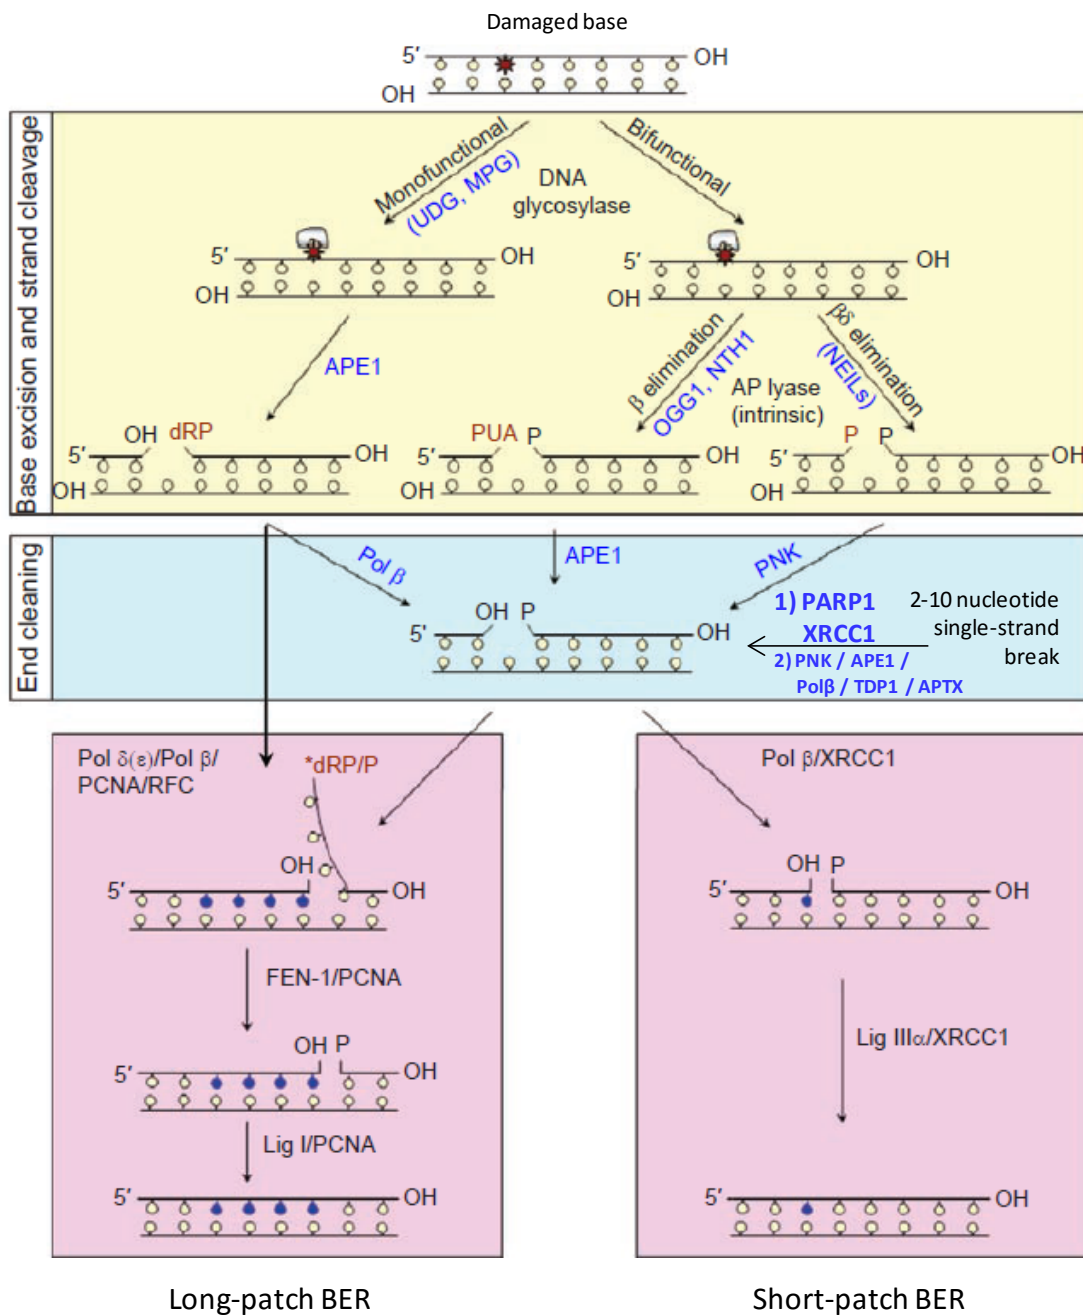 Damaged base
5′
OH
OH
Base excision and strand cleavage
Monofunctional
(UDG, MPG)
DNA
glycosylase
Bifunctional
5′
OH
OH
5′
OH
OH
APE1
β elimination
OGG1, NTH1
AP lyase
(intrinsic)
βδ elimination
(NEILs)
5′
OH
dRP
OH
OH
5′
PUA
P
OH
OH
5′
P
P
OH
OH
End cleaning
Pol β
APE1
PNK
5′
OH
P
OH
1) PARP1
XRCC1
2) PNK / APE1 /
Polβ / TDP1 / APTX
2-10 nucleotide
single-strand
break
Pol δ(ε)/Pol β/
PCNA/RFC
*dRP/P
OH
5′
OH
FEN-1/PCNA
OH P
5′
OH
Lig I/PCNA
5′
OH
Pol β/XRCC1
OH P
5′
OH
Lig IIIα/XRCC1
5′
OH
Long-patch BER
Short-patch BER